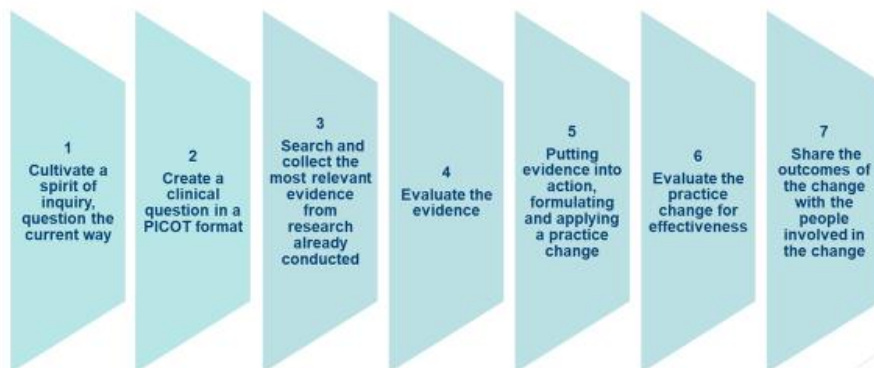 1
Cultivate a
spirit of
inquiry,
question the
current way
2
Create a
clinical
question in a
PICOT format
3
Search and
collect the
most relevant
evidence
from
research
already
conducted
4
Evaluate the
evidence
5
Putting
evidence into
action,
formulating
and applying
a practice
change
6
Evaluate the
practice
change for
effectiveness
7
Share the
outcomes of
the change
with the
people
involved in
the change